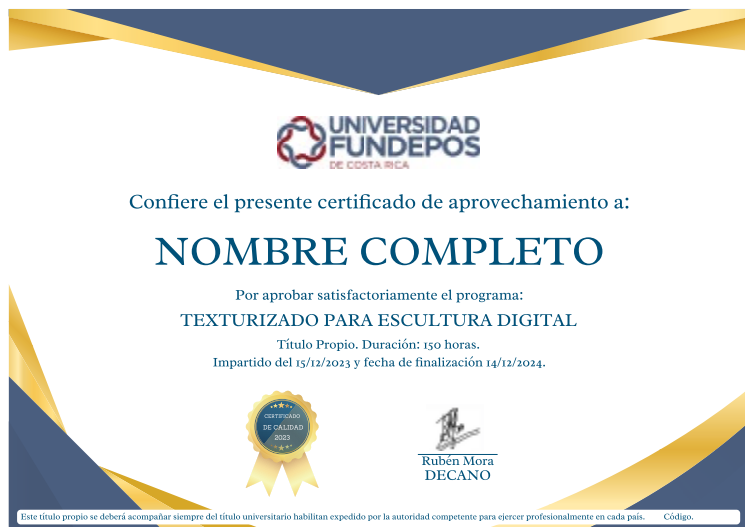 UNIVERSIDAD
FUNDEPOS
DE COSTA RICA
Confiere el presente certificado de aprovechamiento a:
NOMBRE COMPLETO
Por aprobar satisfactoriamente el programa:
TEXTURIZADO PARA ESCULTURA DIGITAL
Título Propio. Duración: 150 horas.
Impartido del 15/12/2023 y fecha de finalización 14/12/2024.
CERTIFICADO
DE CALIDAD
2023
Rubén Mora
DECANO
Este título propio se deberá acompañar siempre del título universitario habilitan expedido por la autoridad competente para ejercer profesionalmente en cada país. Código.